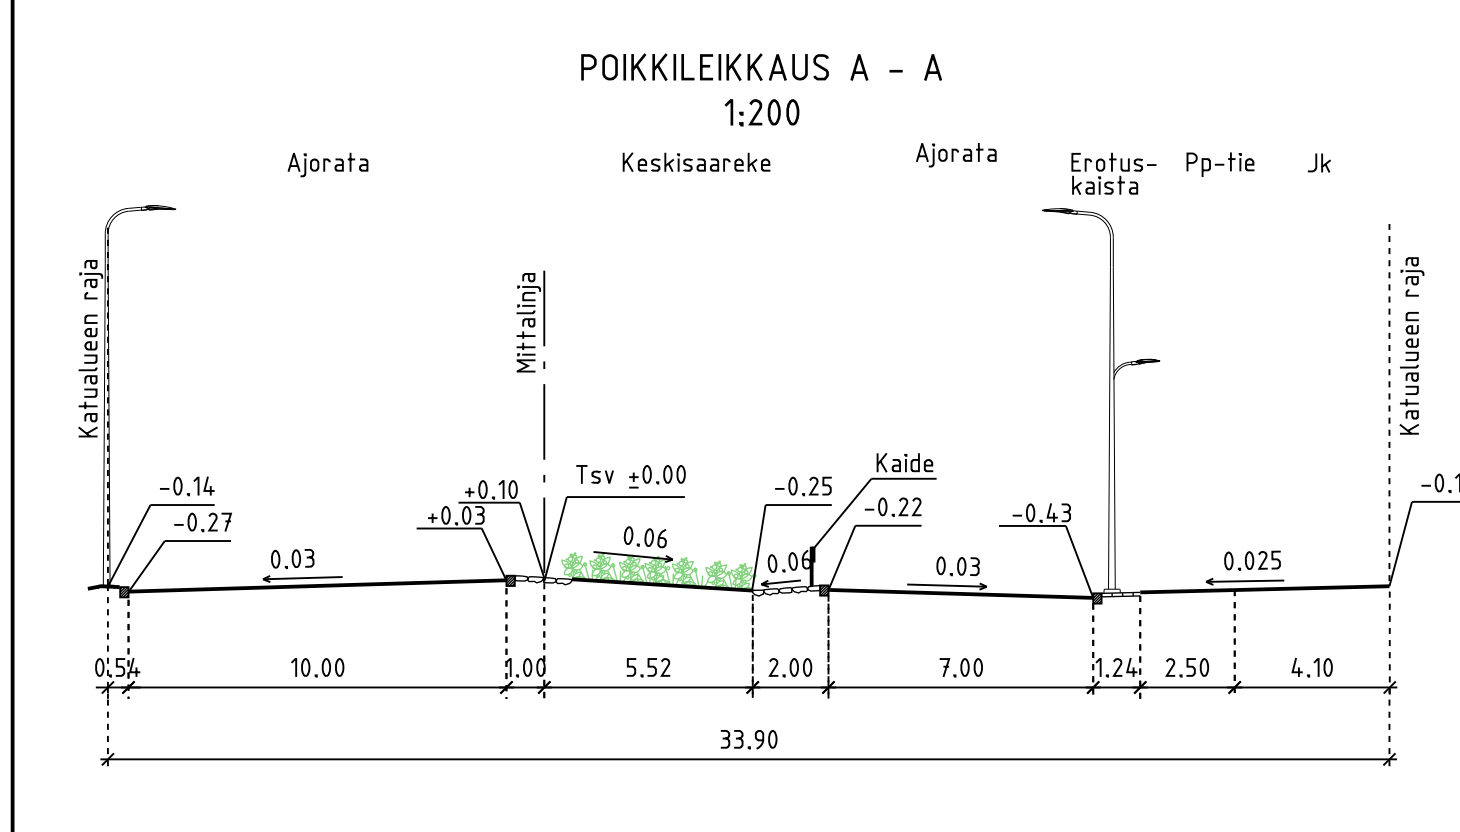 POIKKILEIKKAUS A - A
1:200
Ajorata
Keskisaareke
Ajorata
Erotus-
kaista
Pp-tie
Jk
Katualueen raja
Mittalinja
Katualueen raja
Kaide
Tsv ±0.00
-0.14
+0.10
-0.25
-0.1
-0.27
+0.03
-0.22
-0.43
0.03
0.06
0.06
0.03
0.025
0.54
10.00
1.00
5.52
2.00
7.00
1.24
2.50
4.10
33.90